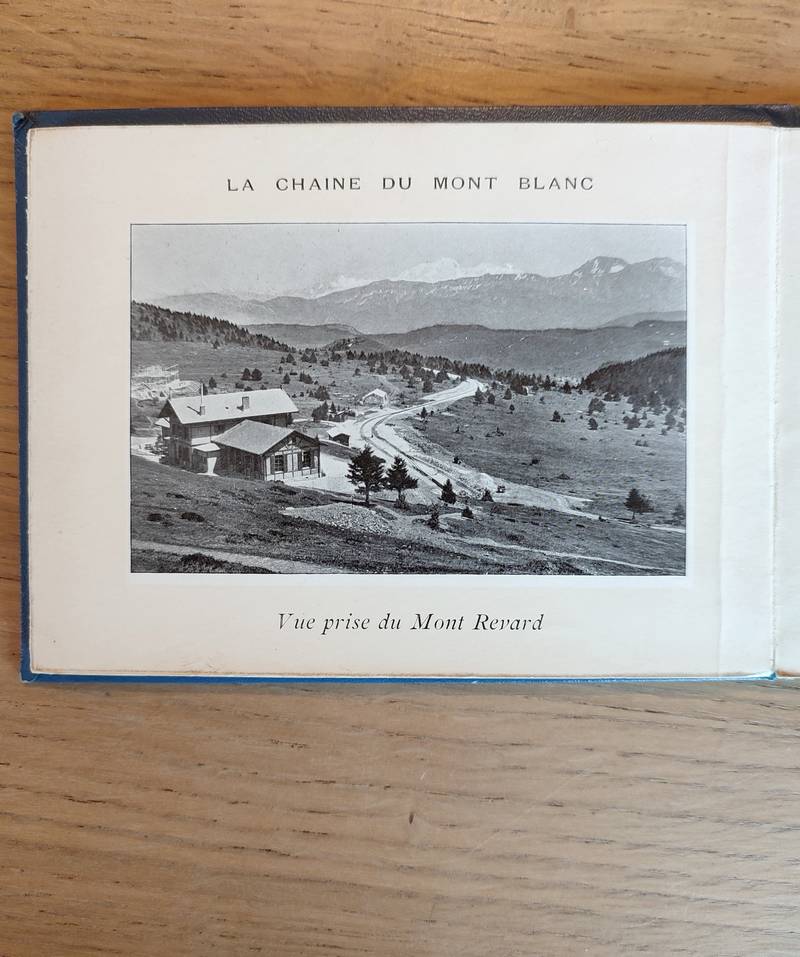 LA CHAINE DU MONT BLANC
Vue prise du Mont Revard